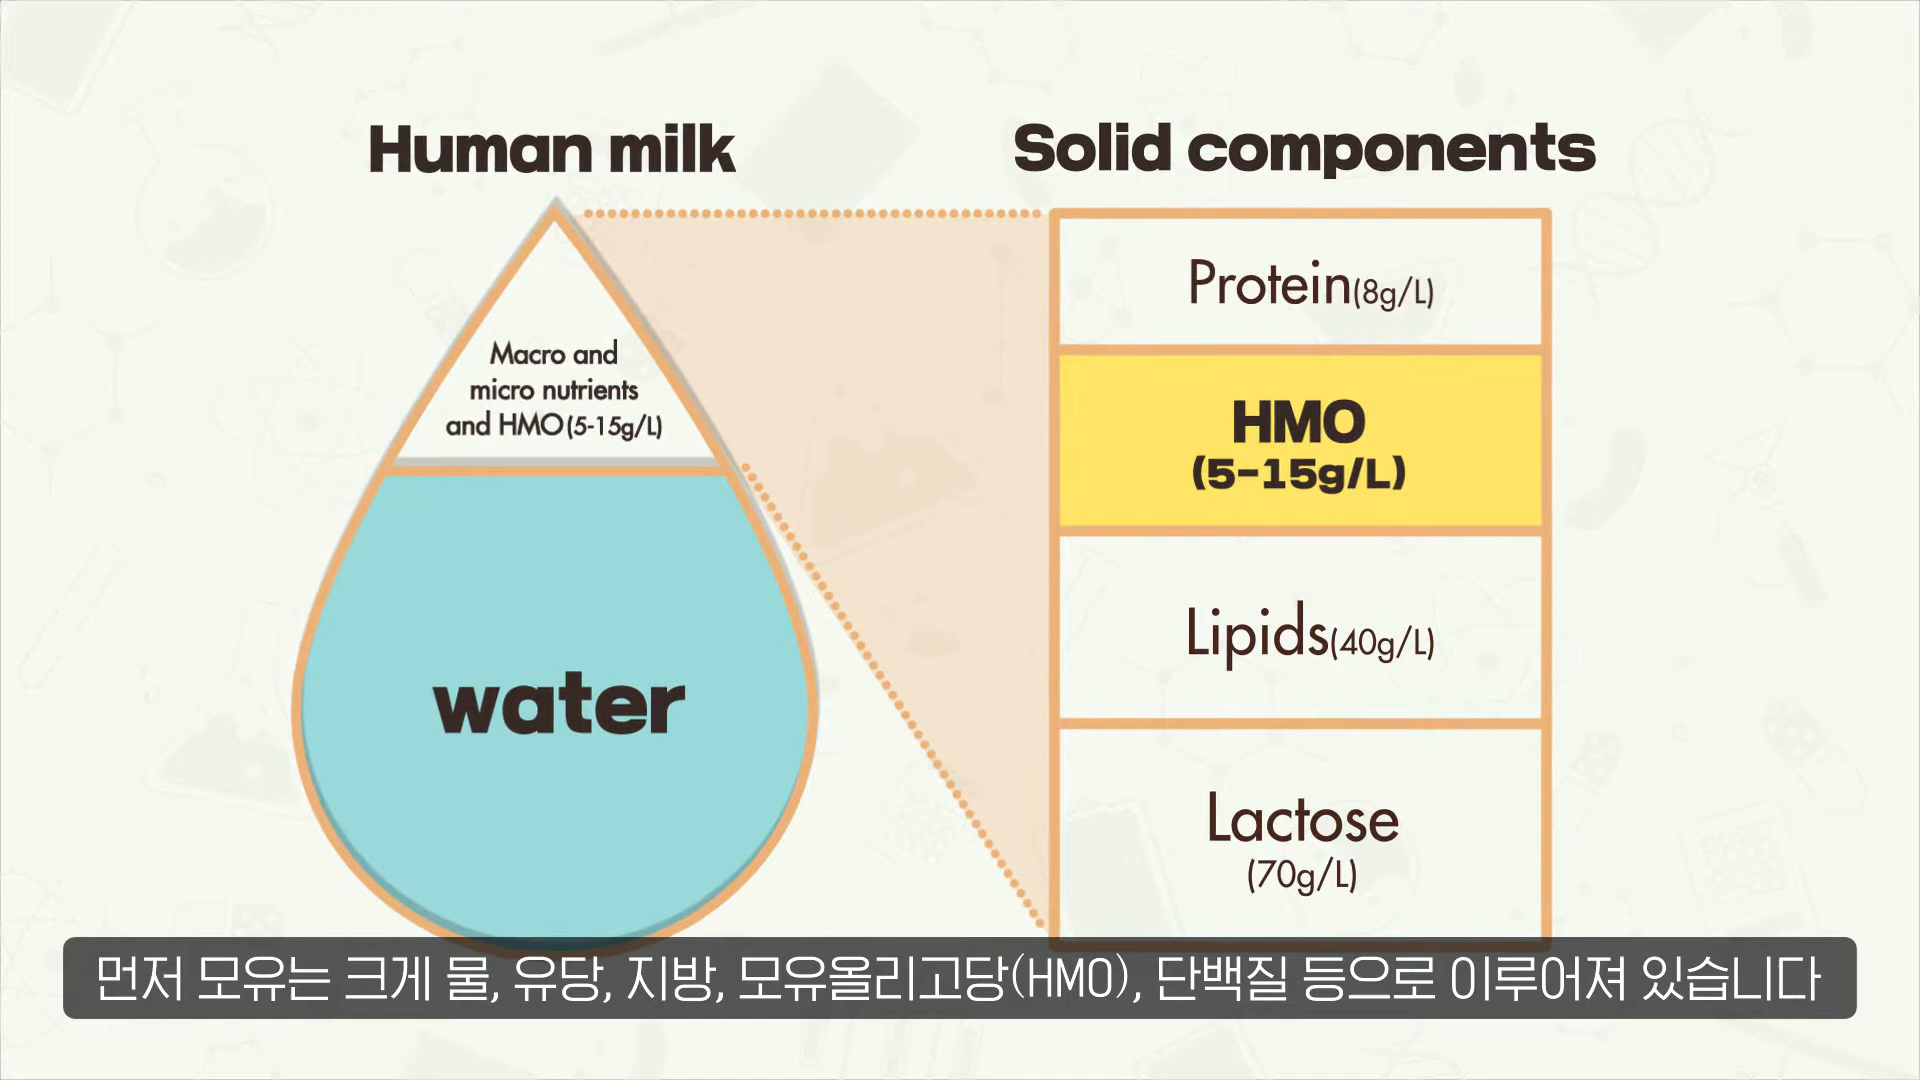 Human milk
Macro and
micro nutrients
and HMO(5-15g/L)
water
Solid components
Protein(8g/L)
HMO
(5-15g/L)
Lipids(40g/L)
Lactose
(70g/L)
먼저 모유는 크게 물, 유당, 지방, 모유올리고당(HMO), 단백질 등으로 이루어져 있습니다